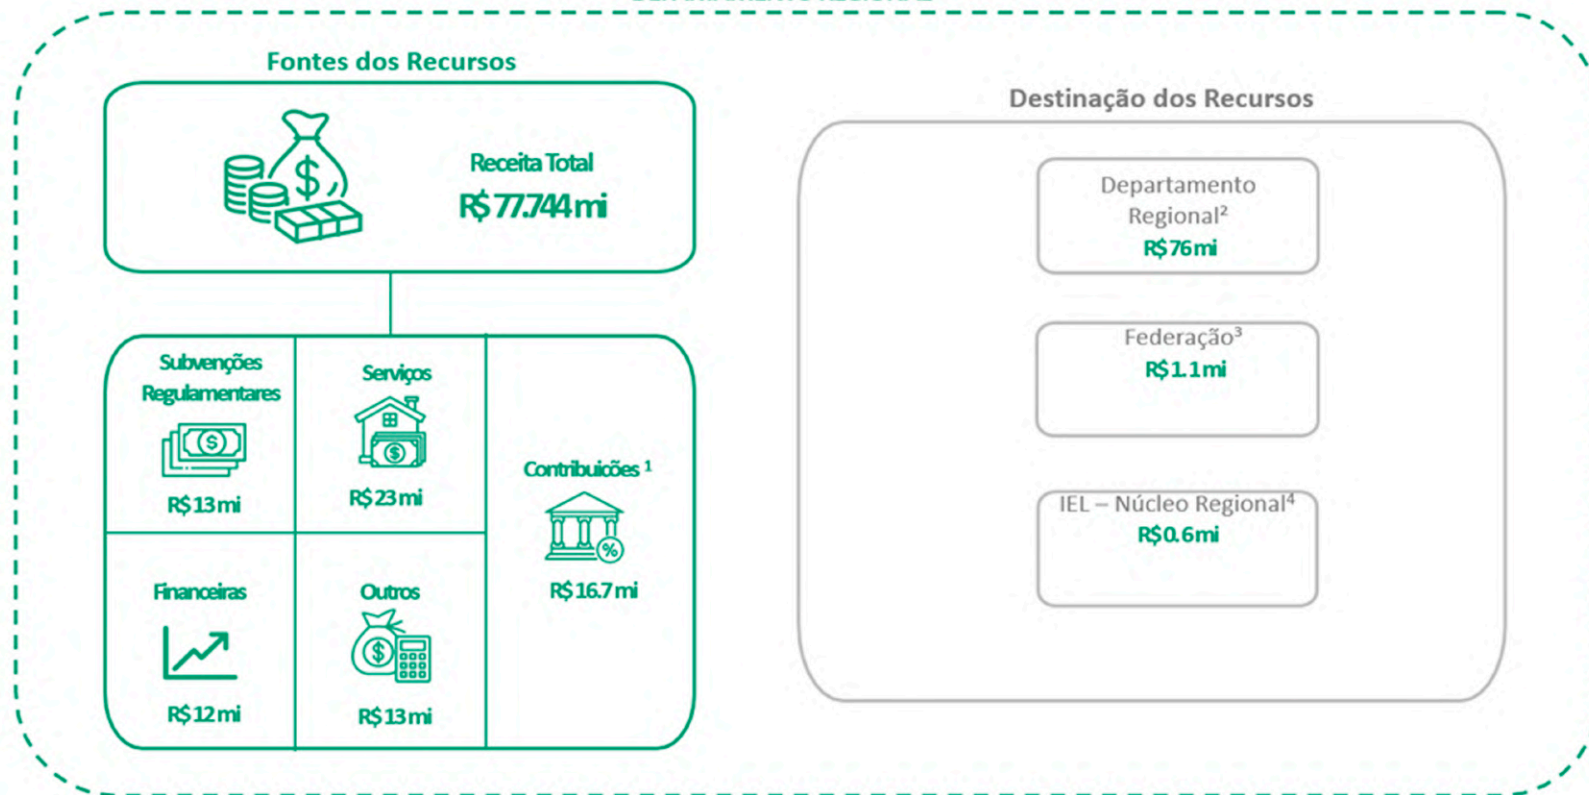 Fontes dos Recursos
Receita Total
R$ 77.744 mi
Subvenções
Regulamentares
$
R$ 13 mi
Serviços
$
R$ 23 mi
Contribuicões ¹
%
R$ 16.7 mi
Financeiras
R$ 12 mi
Outros
$
R$ 13 mi
Destinação dos Recursos
Departamento
Regional²
R$ 76 mi
Federação³
R$ 1.1 mi
IEL – Núcleo Regional⁴
R$ 0.6 mi